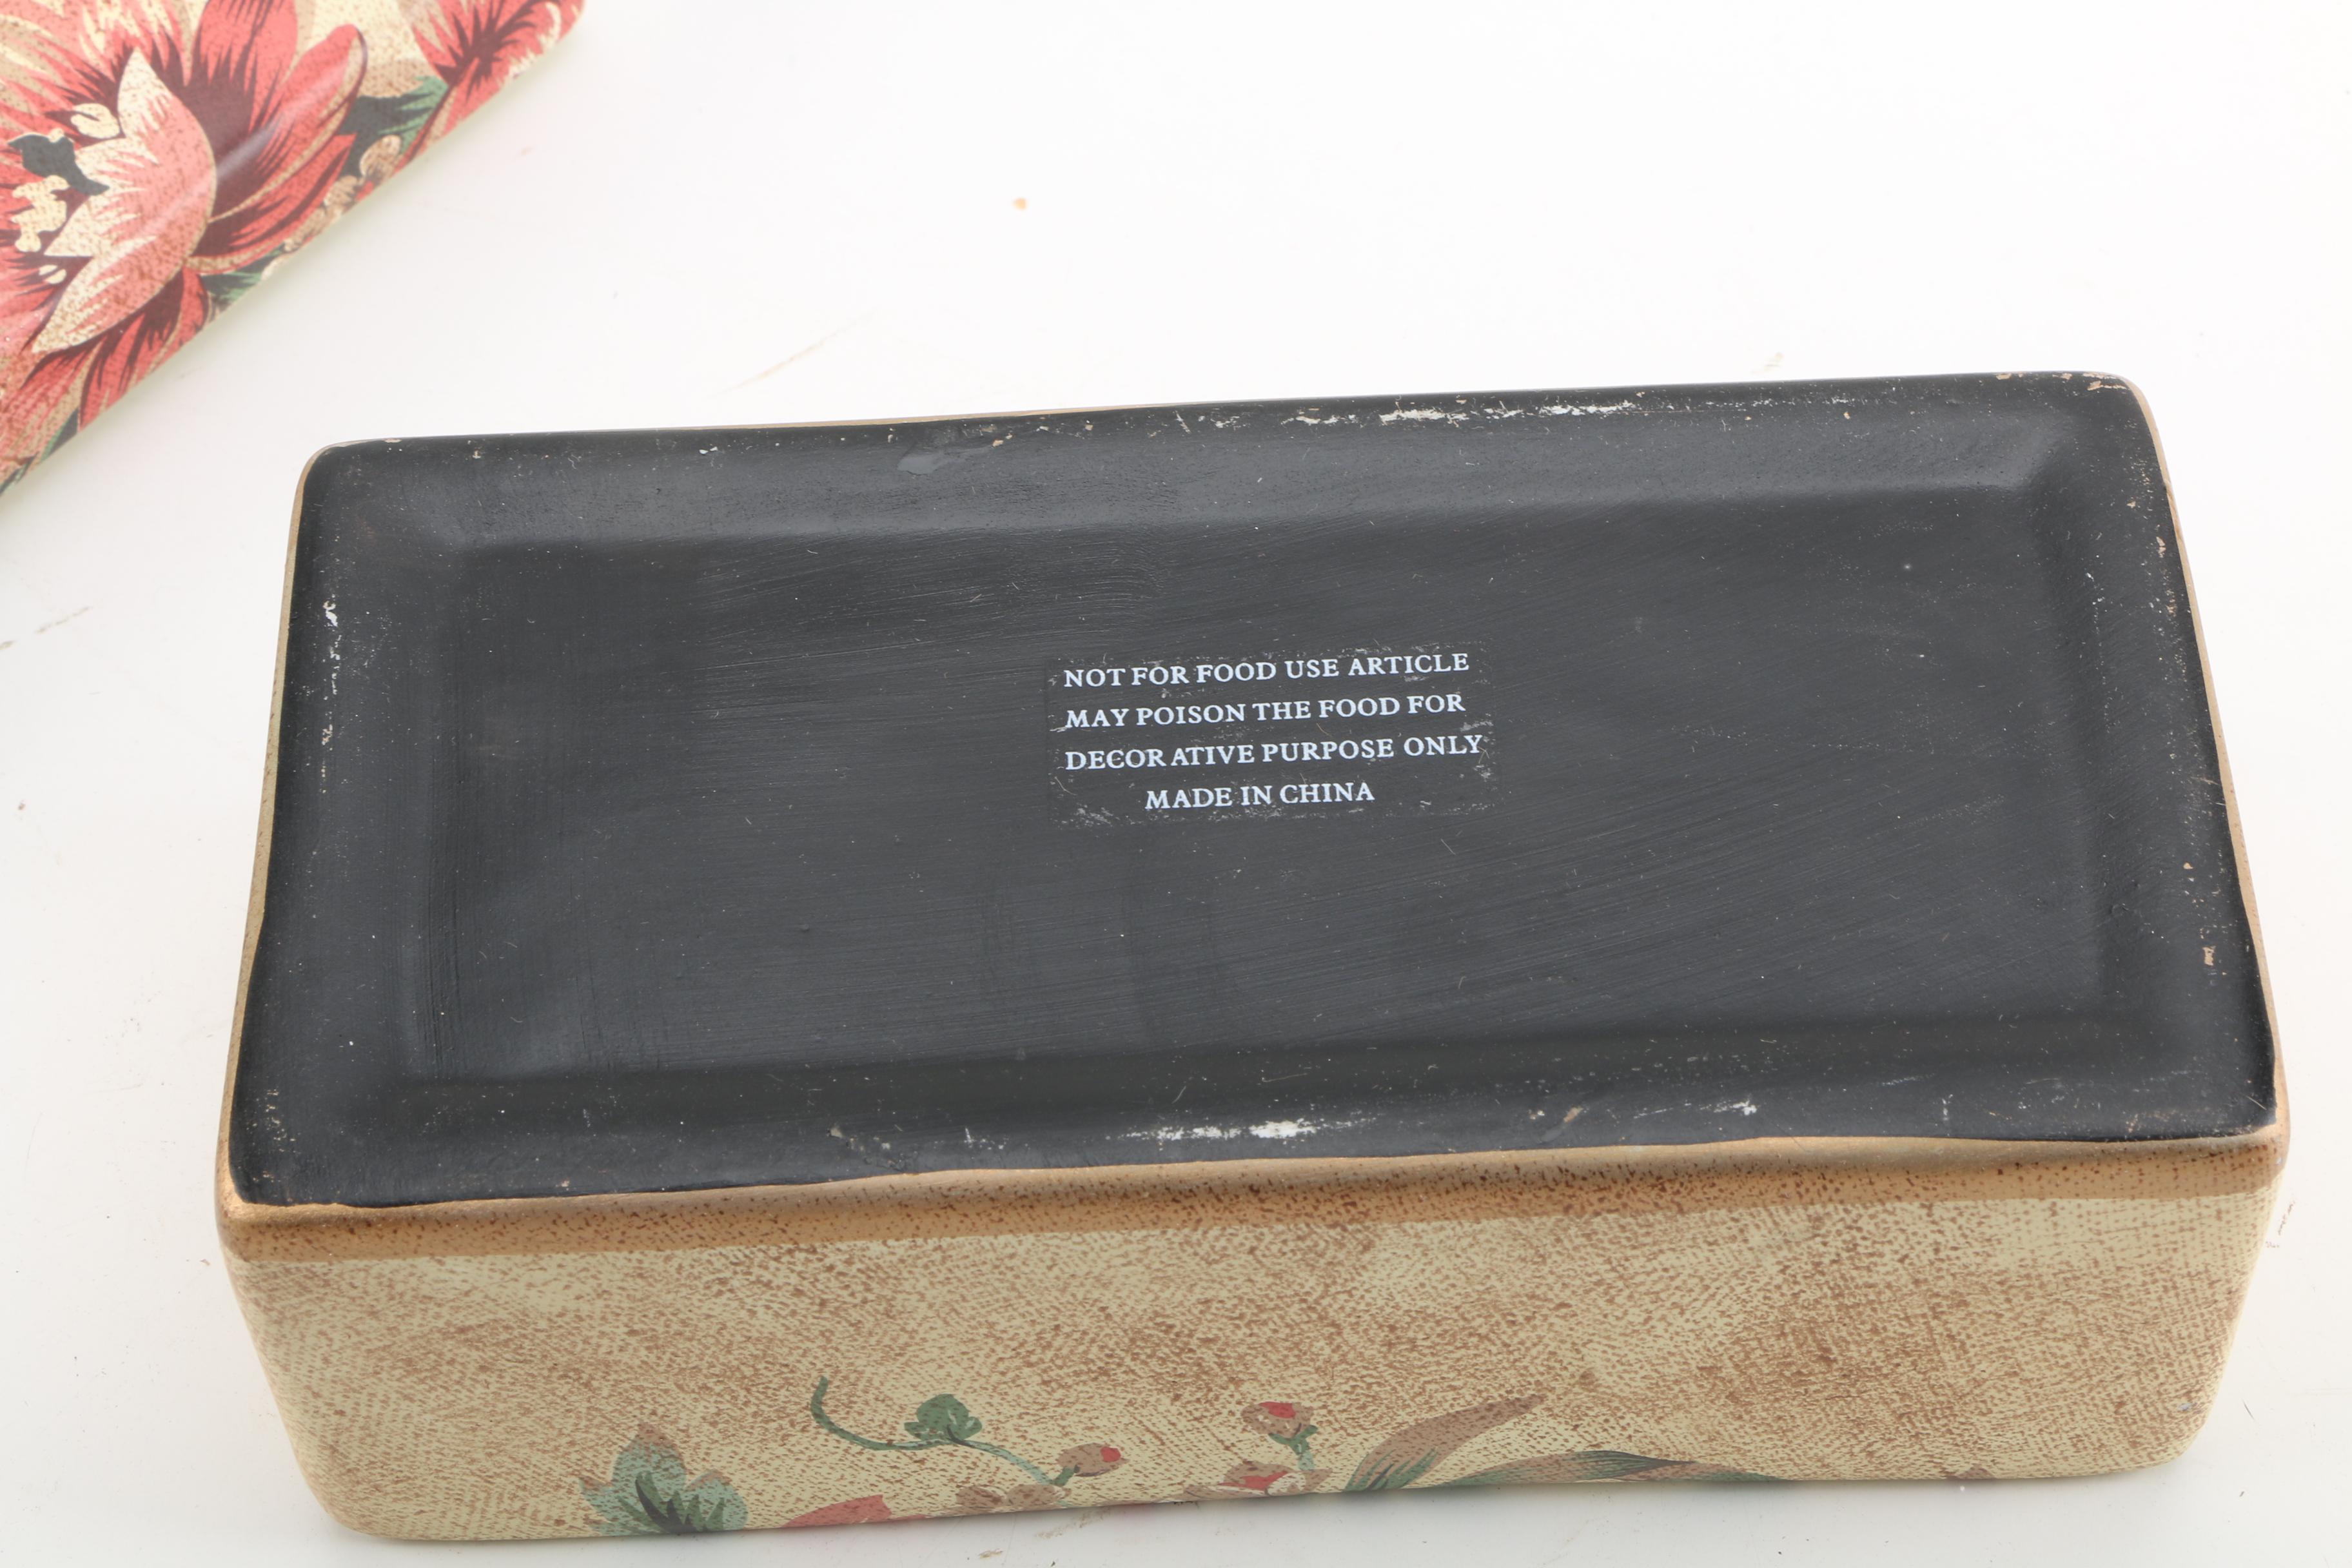 NOT FOR FOOD USE ARTICLE
MAY POISON THE FOOD FOR
DECORATIVE PURPOSE ONLY
MADE IN CHINA